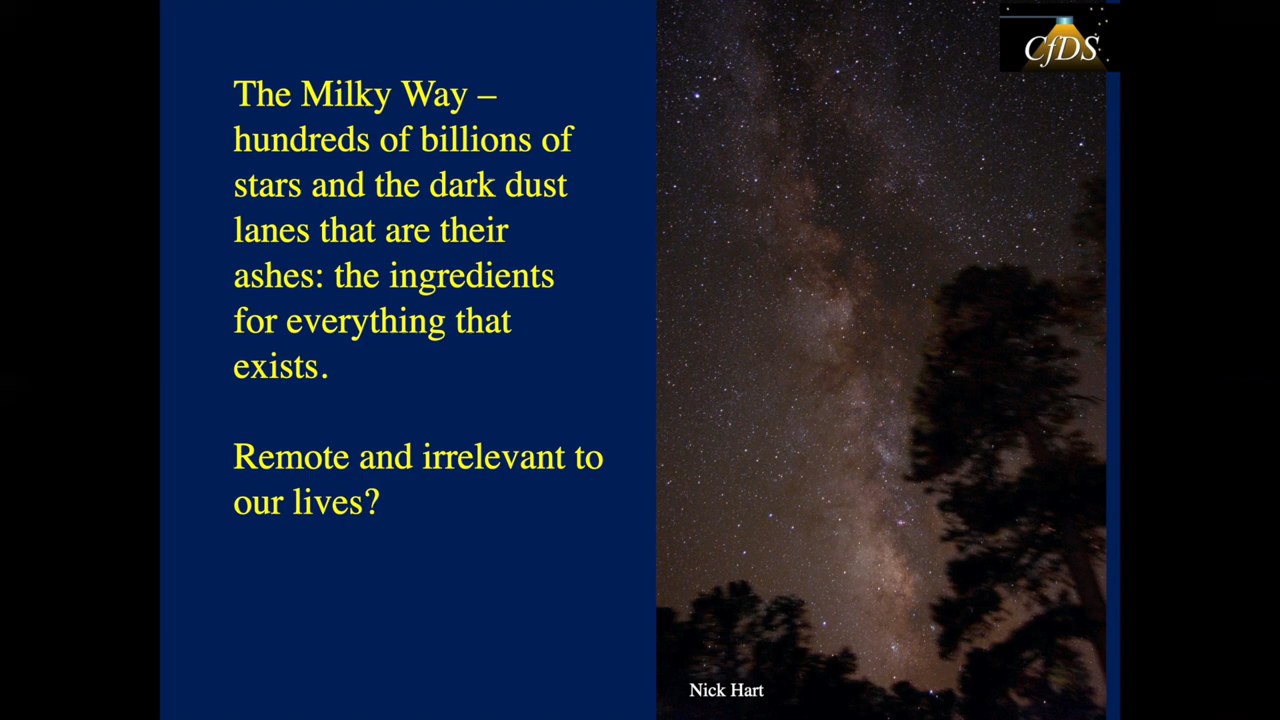 CfDS
The Milky Way –
hundreds of billions of
stars and the dark dust
lanes that are their
ashes: the ingredients
for everything that
exists.
Remote and irrelevant to
our lives?
Nick Hart